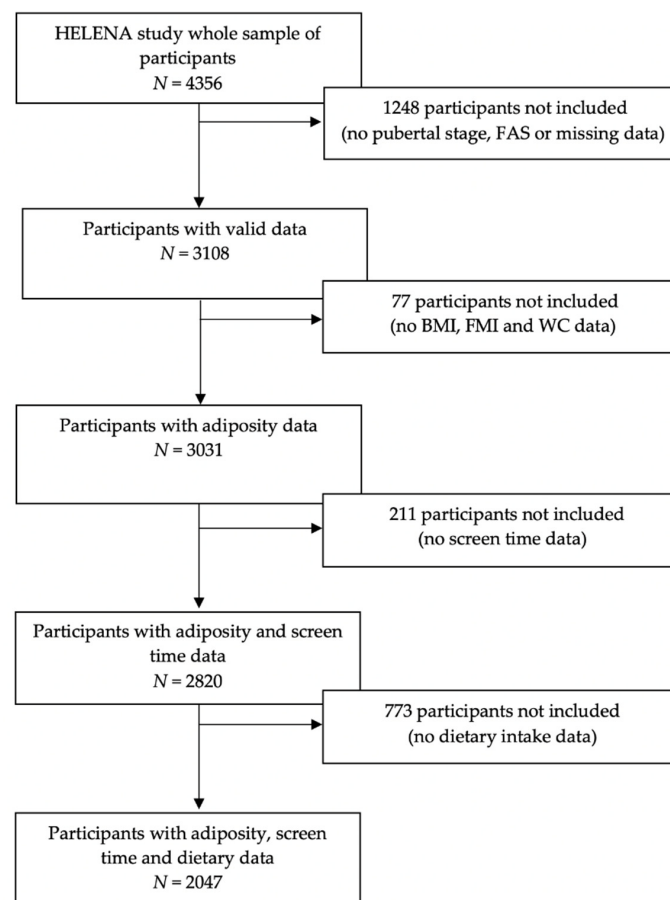 HELENA study whole sample of
participants
N = 4356
1248 participants not included
(no pubertal stage, FAS or missing data)
Participants with valid data
N = 3108
77 participants not included
(no BMI, FMI and WC data)
Participants with adiposity data
N = 3031
211 participants not included
(no screen time data)
Participants with adiposity and screen
time data
N = 2820
773 participants not included
(no dietary intake data)
Participants with adiposity, screen
time and dietary data
N = 2047